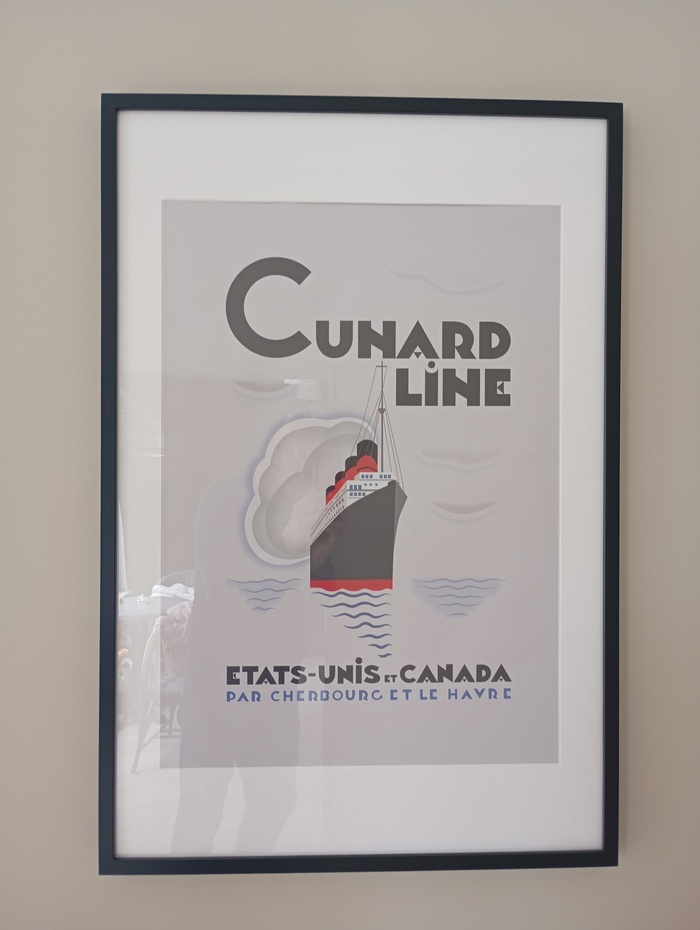 CUNARD
LiNE
ETATS-UNiS ET CANADA
PAR CHERBOURG ET LE HAVRE